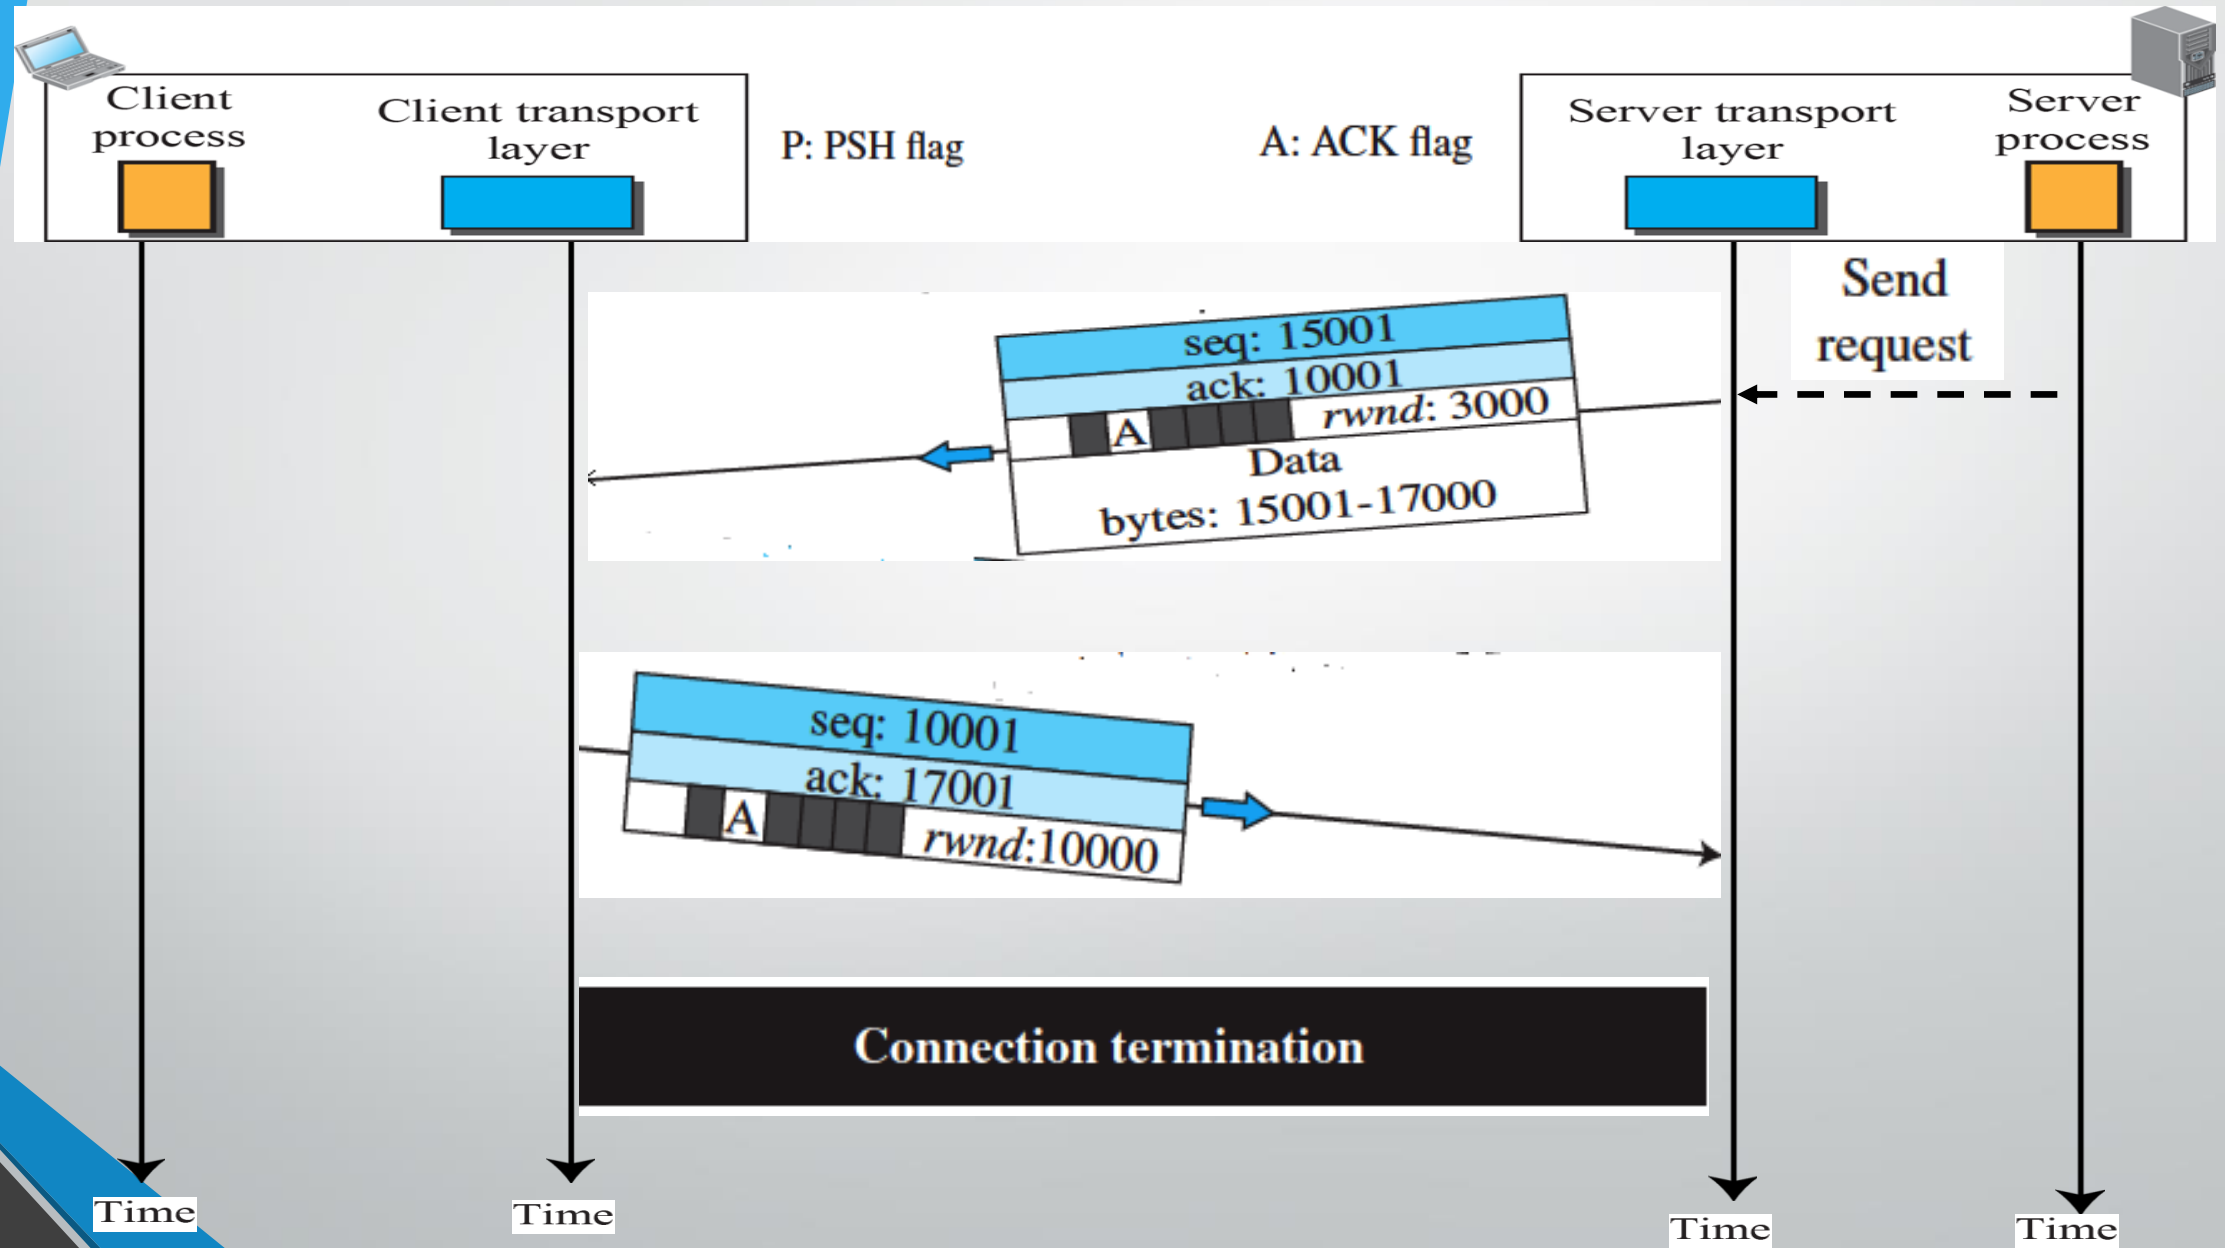 Client
process
Client transport
layer
P: PSH flag
A: ACK flag
Server transport
layer
Server
process
Send
request
seq: 15001
ack: 10001
A
rwnd: 3000
Data
bytes: 15001-17000
seq: 10001
ack: 17001
A
rwnd:10000
Connection termination
Time
Time
Time
Time